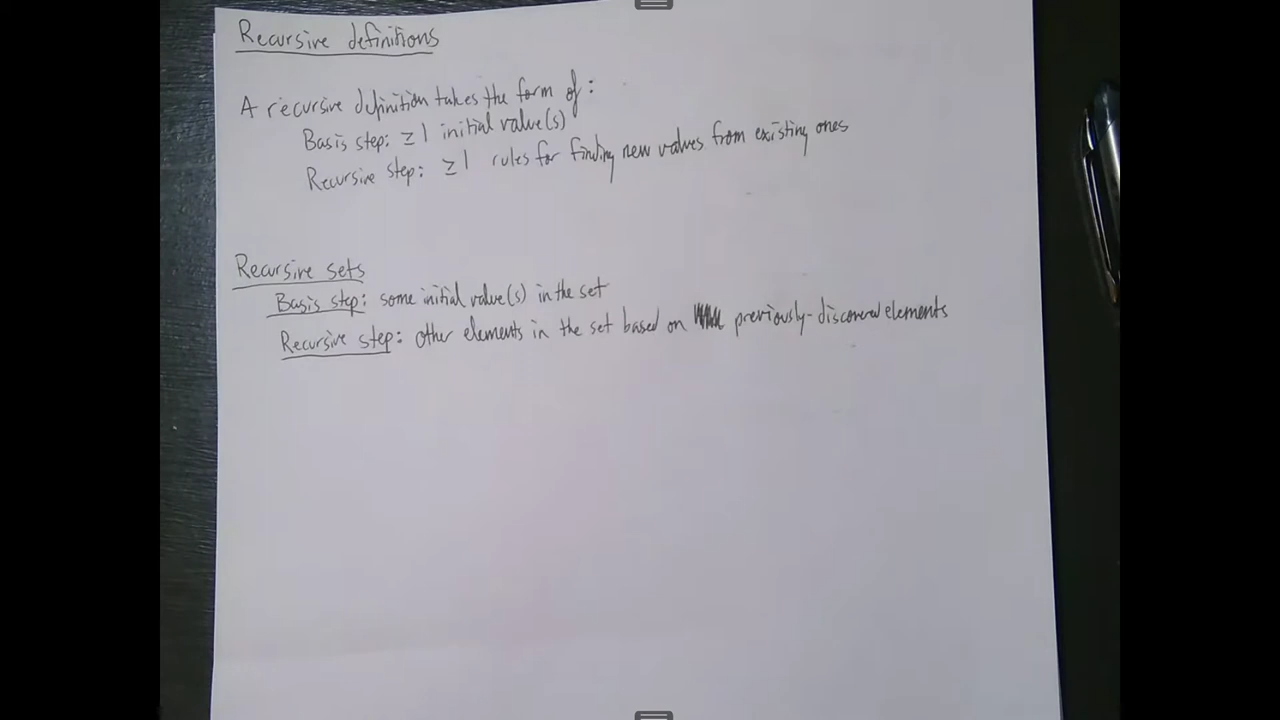 Recursive definitions
A recursive definition takes the form of:
Basis step: ≥1 initial value(s)
Recursive step: ≥1 rules for finding new values from existing ones
Recursive sets
Basis step: some initial value(s) in the set
Recursive step: other elements in the set based on previously-discovered elements